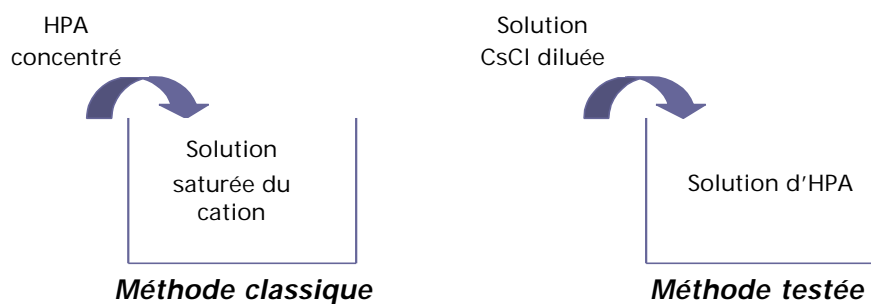 HPA
concentré
Solution
saturée du
cation
Méthode classique
Solution
CsCl diluée
Solution d'HPA
Méthode testée